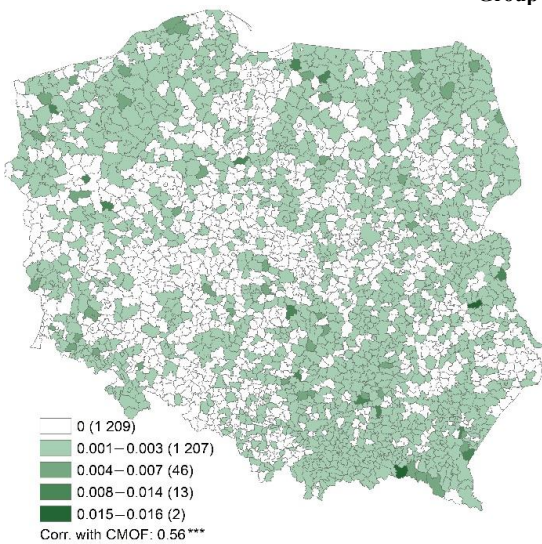 Group
0 (1 209)
0.001–0.003 (1 207)
0.004–0.007 (46)
0.008–0.014 (13)
0.015–0.016 (2)
Corr. with CMOF: 0.56***